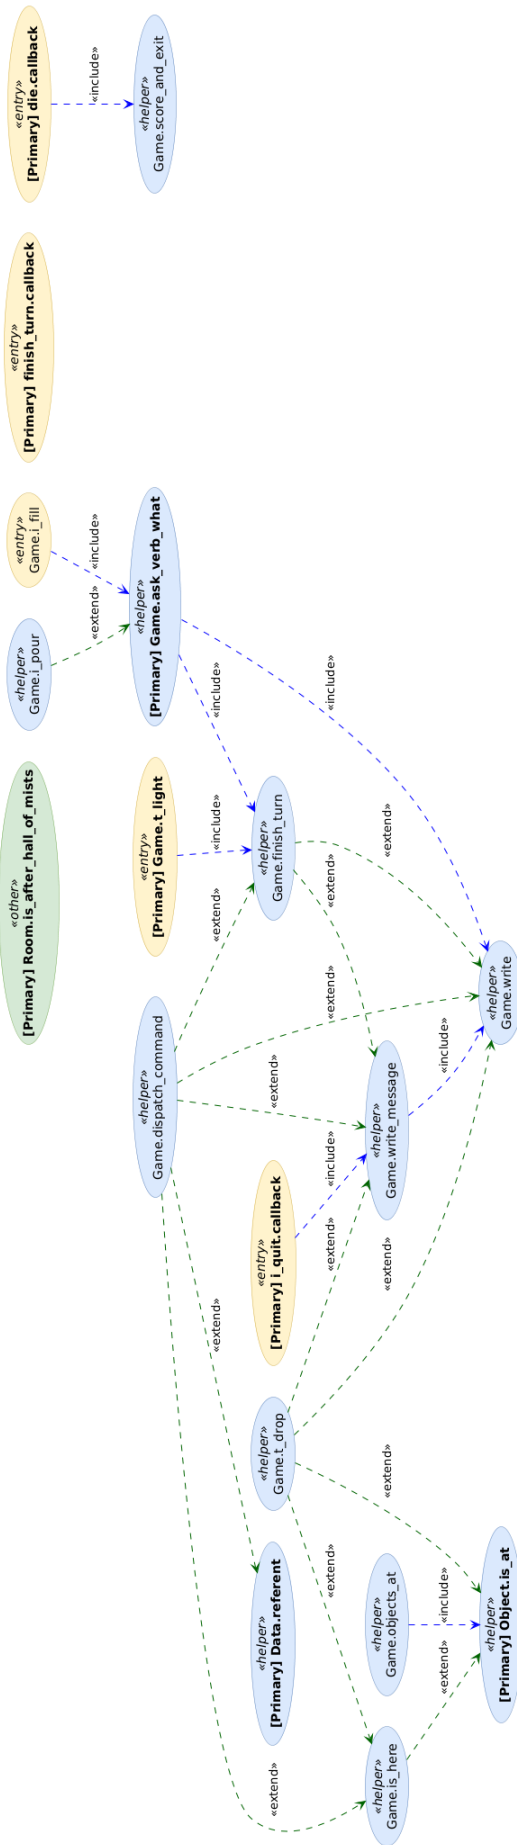 «entry»
[Primary] die.callback
«include»
«helper»
Game.score_and_exit
«entry»
[Primary] finish_turn.callback
«entry»
Game.i_fill
«include»
«helper»
Game.i_pour
«extend»
«helper»
[Primary] Game.ask_verb_what
«include»
«include»
«other»
[Primary] Room.is_after_hall_of_mists
«entry»
[Primary] Game.t_light
«include»
«helper»
Game.finish_turn
«extend»
«extend»
«extend»
«helper»
Game.dispatch_command
«extend»
«extend»
«helper»
Game.write
«include»
«helper»
Game.write_message
«include»
«entry»
[Primary] i_quit.callback
«extend»
«extend»
«extend»
«helper»
Game.t_drop
«extend»
«extend»
«helper»
[Primary] Data.referent
«helper»
Game.objects_at
«include»
«helper»
[Primary] Object.is_at
«extend»
«helper»
Game.is_here
«extend»